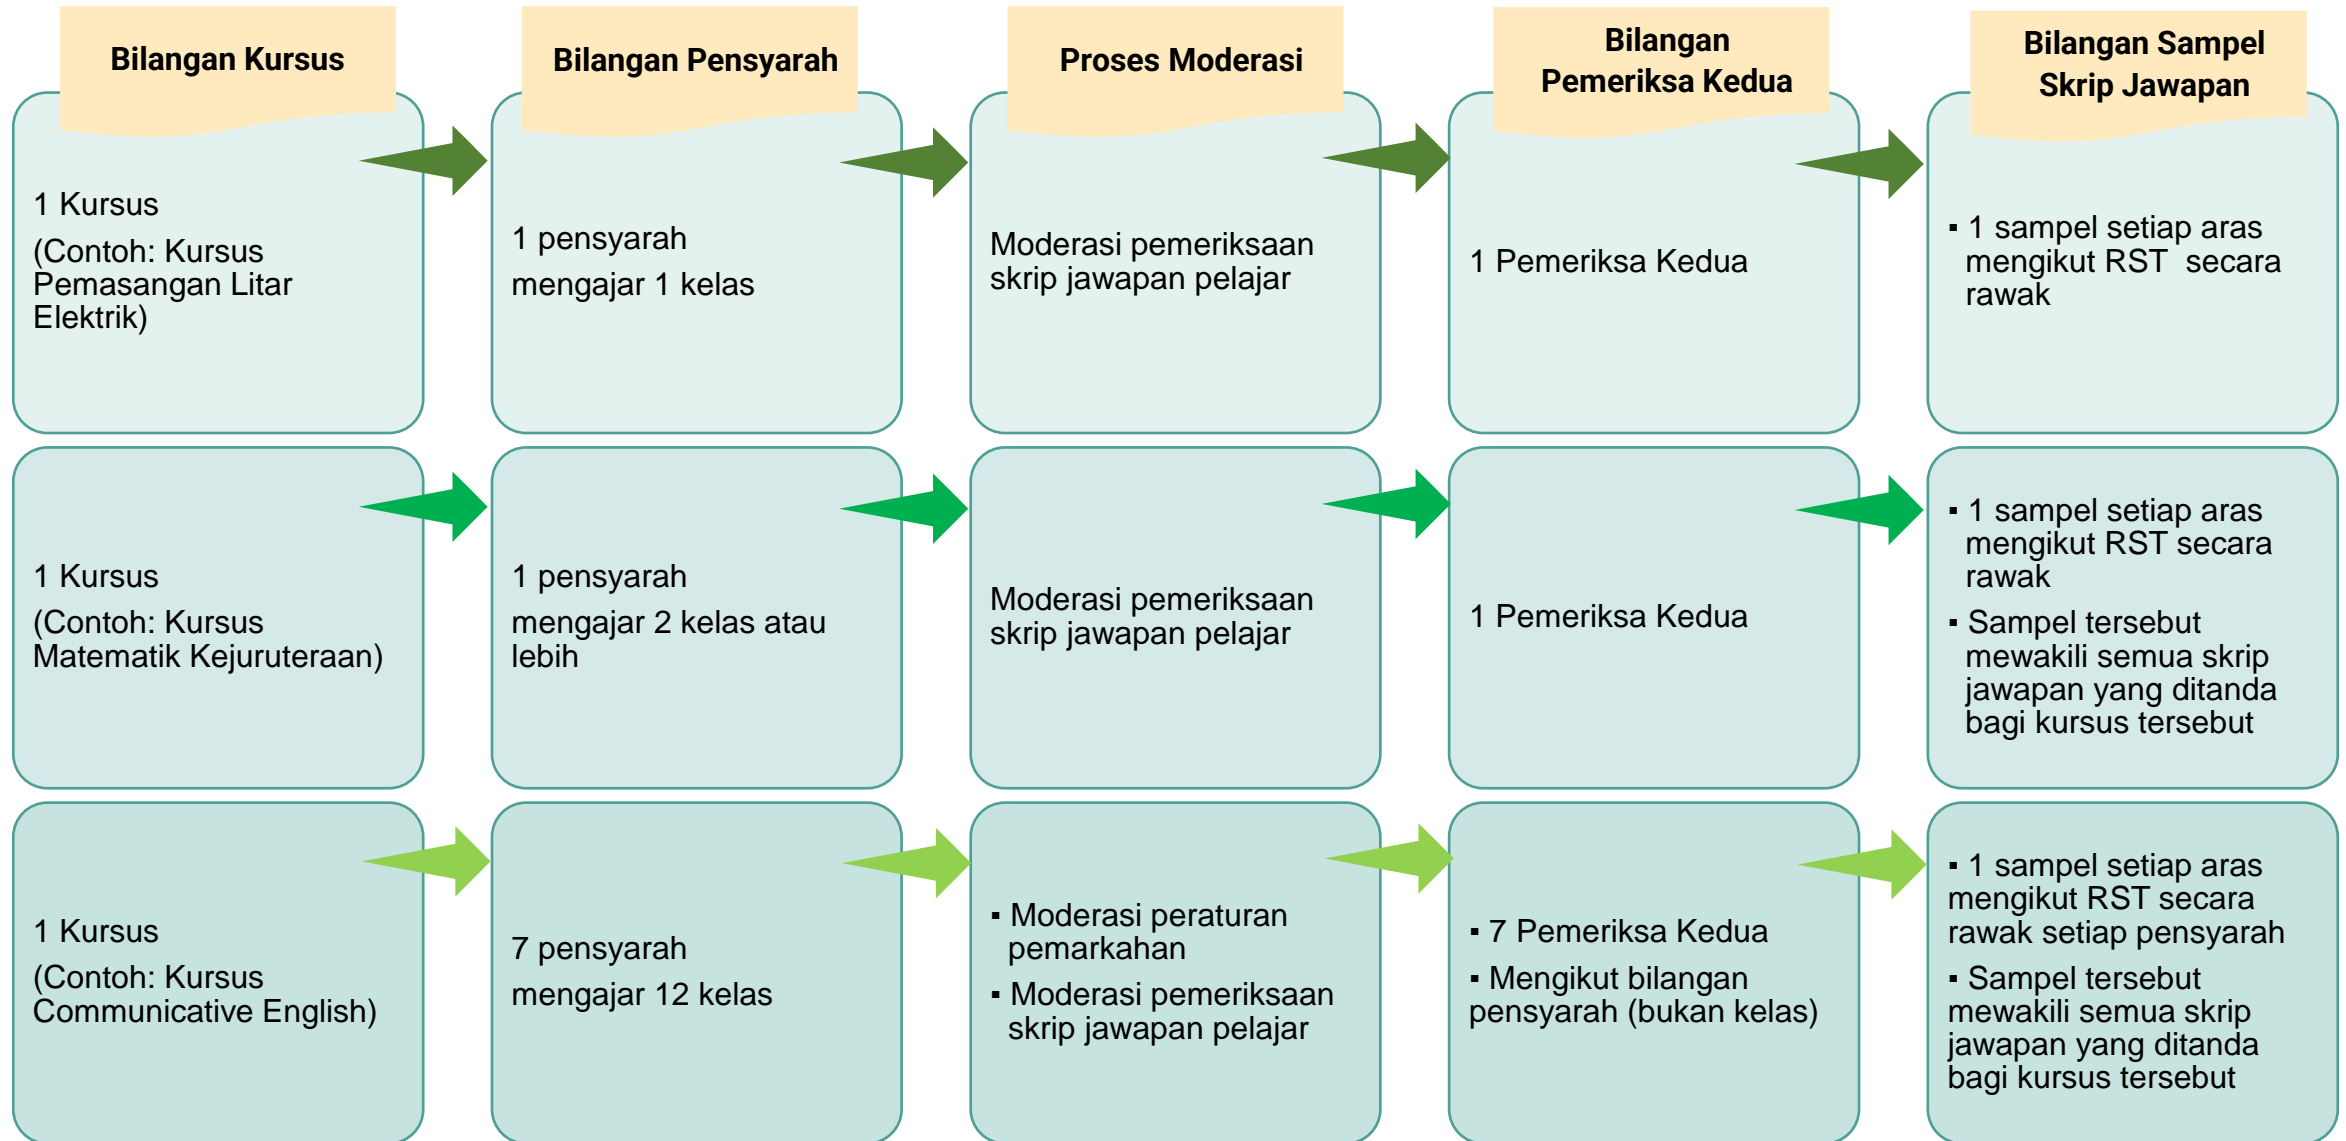 Bilangan Kursus
Bilangan Pensyarah
Proses Moderasi
Bilangan
Pemeriksa Kedua
Bilangan Sampel
Skrip Jawapan
1 Kursus
(Contoh: Kursus
Pemasangan Litar
Elektrik)
1 pensyarah
mengajar 1 kelas
Moderasi pemeriksaan
skrip jawapan pelajar
1 Pemeriksa Kedua
▪ 1 sampel setiap aras
mengikut RST secara
rawak
1 Kursus
(Contoh: Kursus
Matematik Kejuruteraan)
1 pensyarah
mengajar 2 kelas atau
lebih
Moderasi pemeriksaan
skrip jawapan pelajar
1 Pemeriksa Kedua
▪ 1 sampel setiap aras
mengikut RST secara
rawak
▪ Sampel tersebut
mewakili semua skrip
jawapan yang ditanda
bagi kursus tersebut
1 Kursus
(Contoh: Kursus
Communicative English)
7 pensyarah
mengajar 12 kelas
▪ Moderasi peraturan
pemarkahan
▪ Moderasi pemeriksaan
skrip jawapan pelajar
▪ 7 Pemeriksa Kedua
▪ Mengikut bilangan
pensyarah (bukan kelas)
▪ 1 sampel setiap aras
mengikut RST secara
rawak setiap pensyarah
▪ Sampel tersebut
mewakili semua skrip
jawapan yang ditanda
bagi kursus tersebut